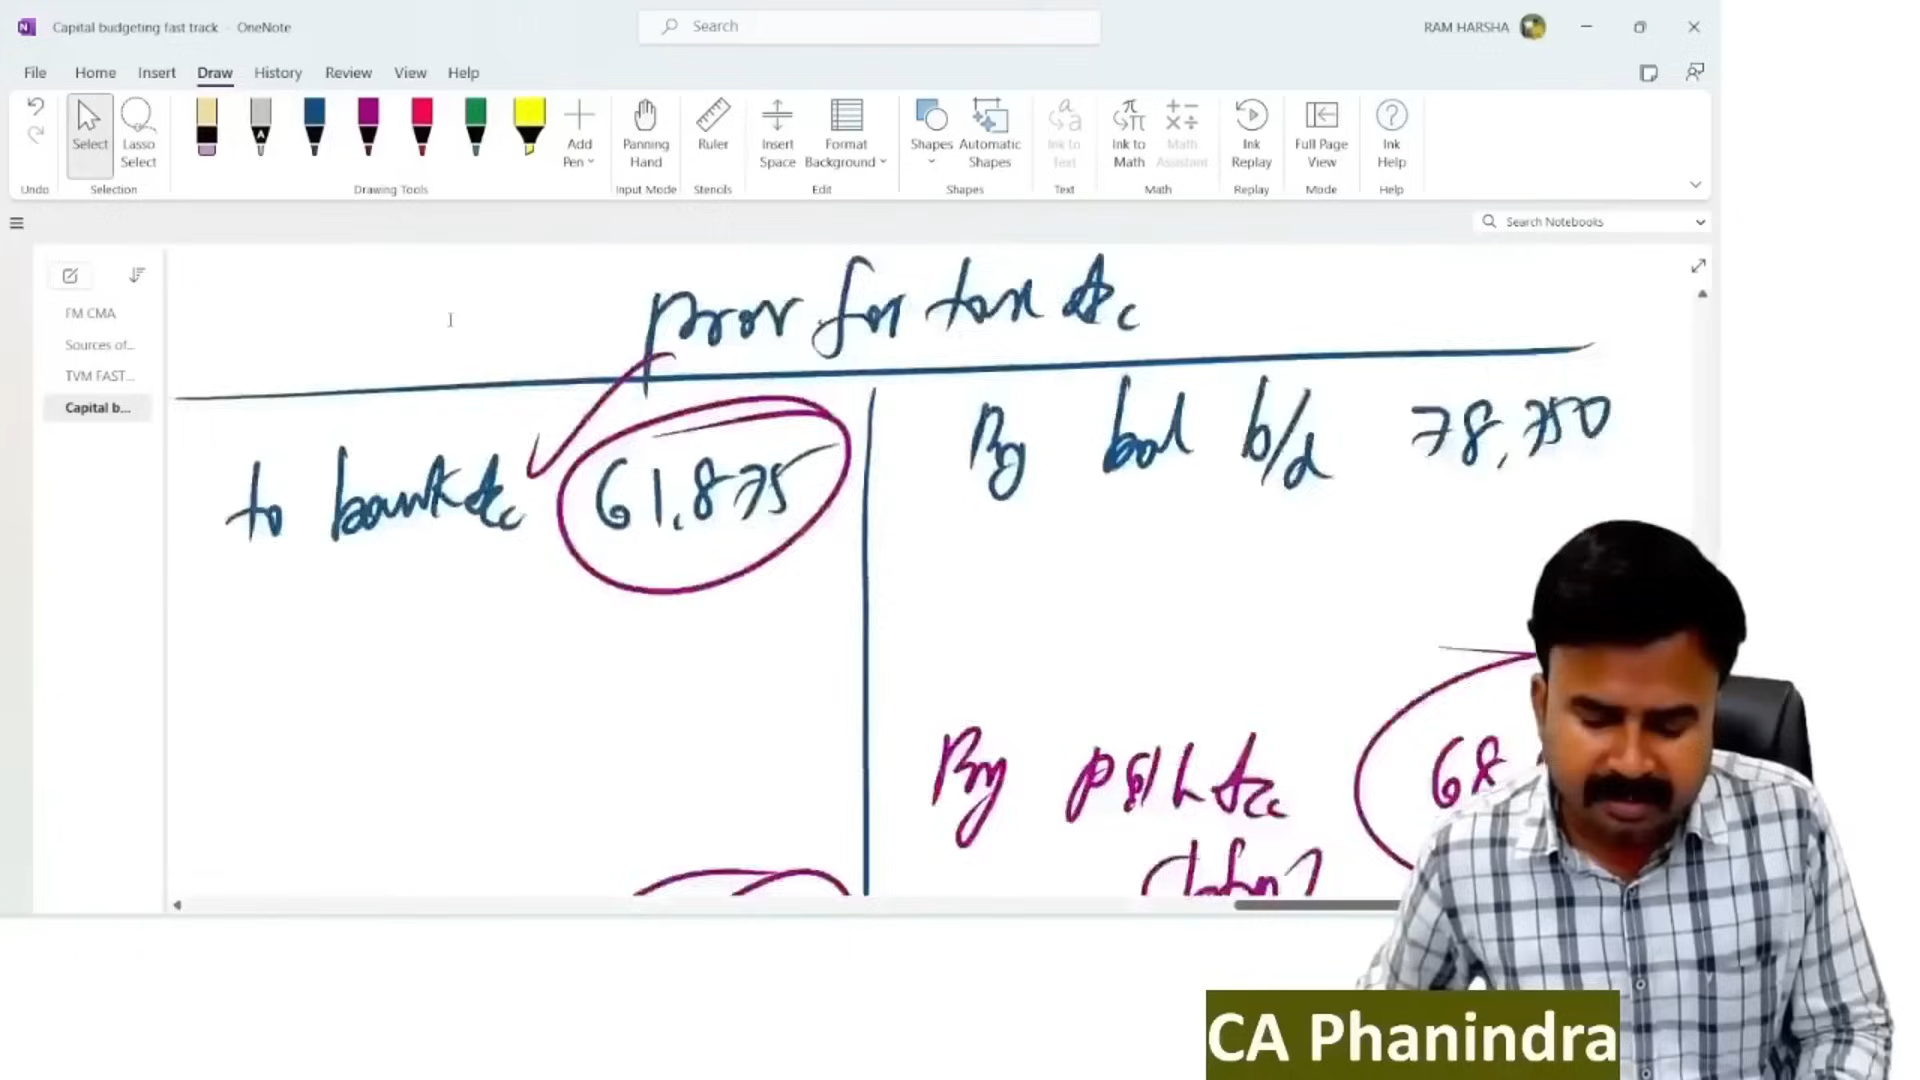 Capital budgeting fast track - OneNote
Search
RAM HARSHA
File Home Insert Draw History Review View Help
Undo
Select
Lasso Select
Selection
Drawing Tools
Add Pen
Panning Hand
Input Mode
Ruler
Stencils
Insert Space
Format Background
Edit
Shapes
Automatic Shapes
Shapes
Ink to Text
Text
Ink to Math
Math Assistant
Math
Ink Replay
Replay
Full Page View
Mode
Ink Help
Help
Search Notebooks
FM CMA
Sources of...
TVM FAST...
Capital b...
prov for tax A/c
to bank A/c 61,875
By bal b/d 78,750
By P&L A/c 68
CA Phanindra